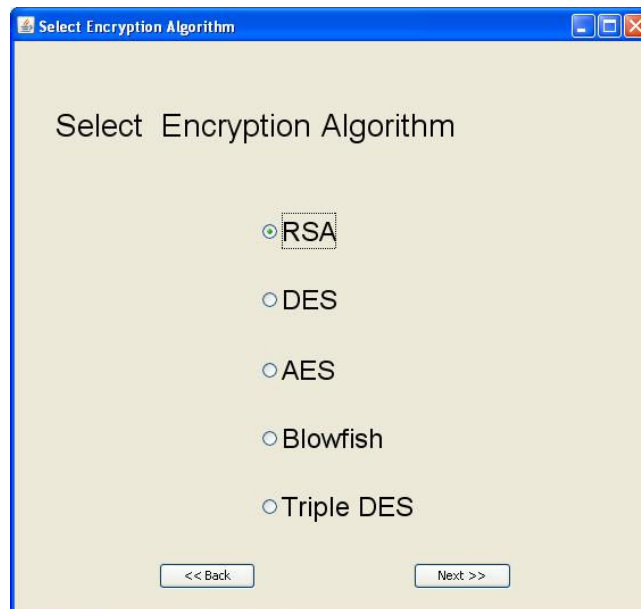 Select Encryption Algorithm
Select  Encryption Algorithm
RSA
DES
AES
Blowfish
Triple DES
<< Back
Next >>